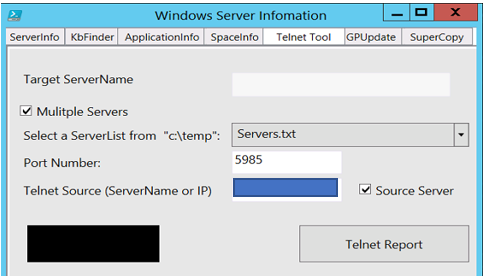 Windows Server Infomation
ServerInfo KbFinder ApplicationInfo SpaceInfo Telnet Tool GPUpdate SuperCopy
Target ServerName
Mulitple Servers
Select a ServerList from "c:\temp": Servers.txt
Port Number: 5985
Telnet Source (ServerName or IP) Source Server
Telnet Report